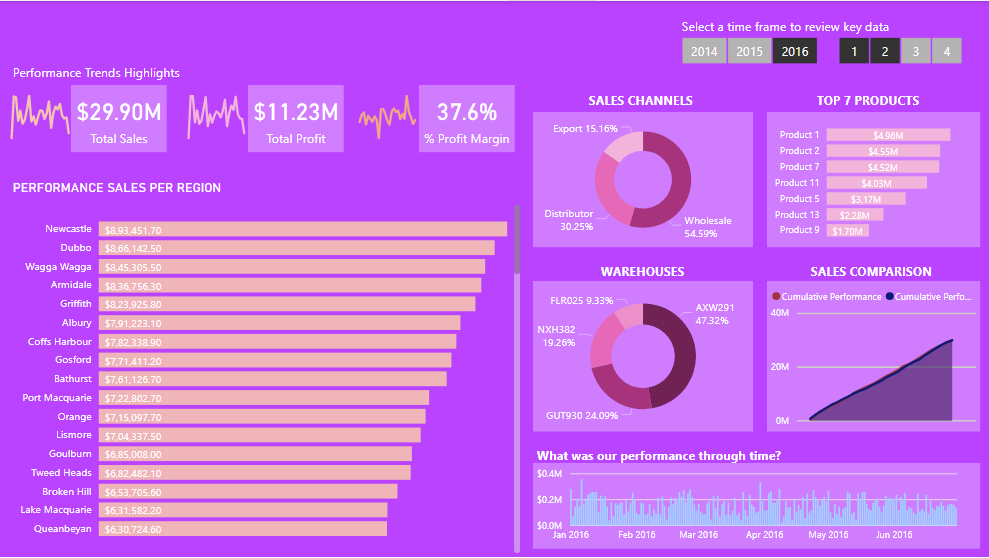 Select a time frame to review key data
2014 2015 2016 1 2 3 4
Performance Trends Highlights
$29.90M
Total Sales
$11.23M
Total Profit
37.6%
% Profit Margin
PERFORMANCE SALES PER REGION
Newcastle $8,93,451.70
Dubbo $8,66,142.50
Wagga Wagga $8,45,305.50
Armidale $8,36,756.30
Griffith $8,23,925.80
Albury $7,91,223.10
Coffs Harbour $7,82,338.90
Gosford $7,71,411.20
Bathurst $7,61,126.70
Port Macquarie $7,22,802.70
Orange $7,15,097.70
Lismore $7,04,337.50
Goulburn $6,85,008.00
Tweed Heads $6,82,482.10
Broken Hill $6,53,705.60
Lake Macquarie $6,31,582.20
Queanbeyan $6,30,724.60
SALES CHANNELS
Export 15.16%
Distributor
30.25%
Wholesale
54.59%
TOP 7 PRODUCTS
Product 1 $4.96M
Product 2 $4.55M
Product 7 $4.52M
Product 11 $4.03M
Product 5 $3.17M
Product 13 $2.28M
Product 9 $1.70M
WAREHOUSES
FLR025 9.33%
AXW291
47.32%
NXH382
19.26%
GUT930 24.09%
SALES COMPARISON
Cumulative Performance Cumulative Perfo...
40M
20M
0M
What was our performance through time?
$0.4M
$0.2M
$0.0M
Jan 2016 Feb 2016 Mar 2016 Apr 2016 May 2016 Jun 2016